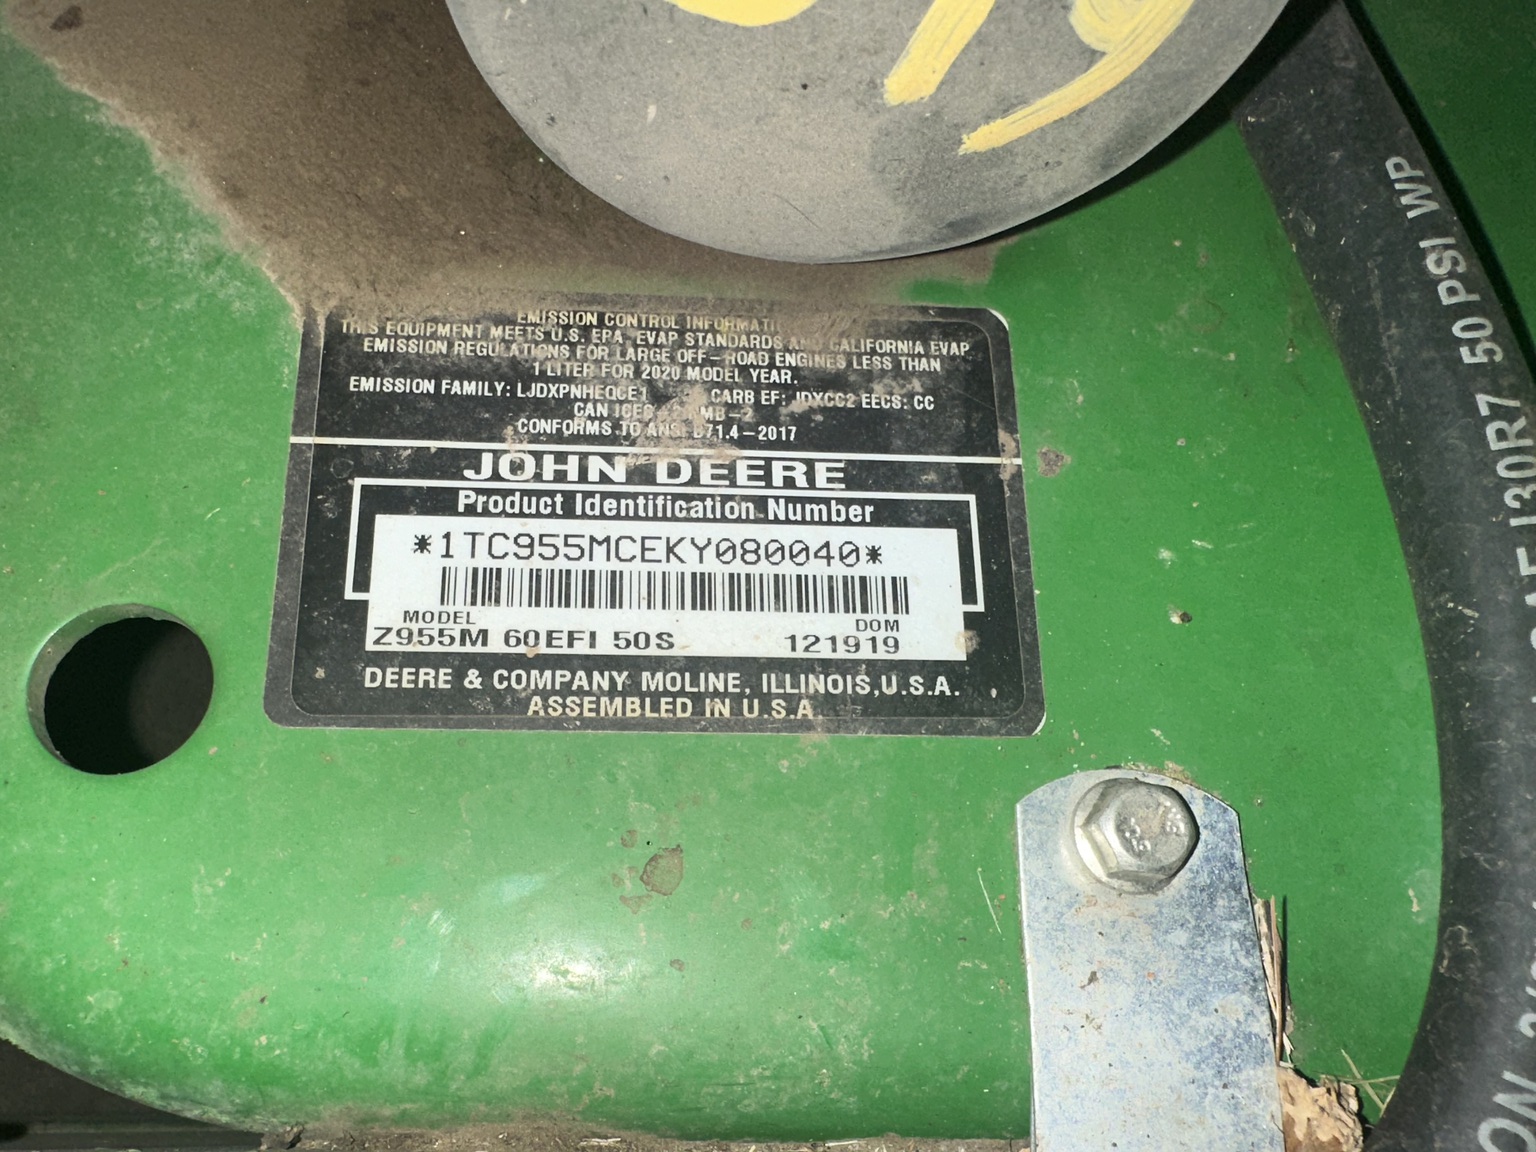 EMISSION CONTROL INFORMATI
THIS EQUIPMENT MEETS U.S. EPA EVAP STANDARDS AND CALIFORNIA EVAP
EMISSION REGULATIONS FOR LARGE OFF-ROAD ENGINES LESS THAN
1 LITER FOR 2020 MODEL YEAR.
EMISSION FAMILY: LJDXPNHEQCE1 CARB EF: JDXCC2 EECS: CC
CAN ICES MB-2
CONFORMS TO ANSI B71.4-2017
JOHN DEERE
Product Identification Number
*1TC955MCEKY080040*
MODEL DOM
Z955M 60EFI 50S 121919
DEERE & COMPANY MOLINE, ILLINOIS, U.S.A.
ASSEMBLED IN U.S.A.
J30R7 50 PSI WP